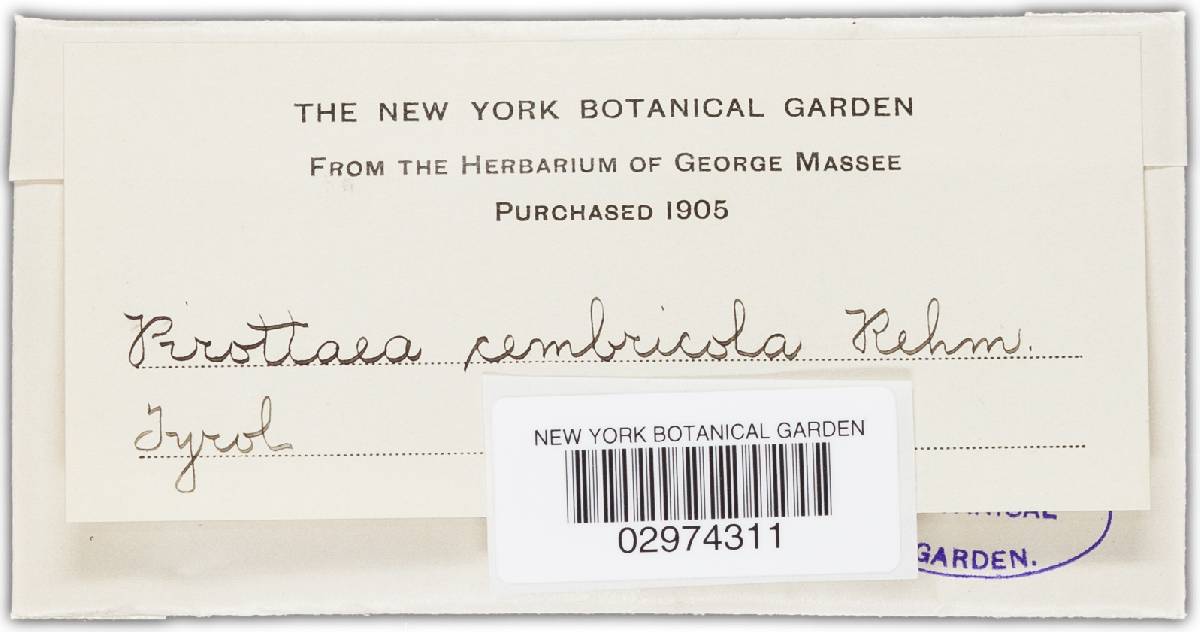 THE NEW YORK BOTANICAL GARDEN
FROM THE HERBARIUM OF GEORGE MASSEE
PURCHASED 1905
Pirottaea cembricola Rehm.
Tyrol
NEW YORK BOTANICAL GARDEN
02974311
GARDEN.